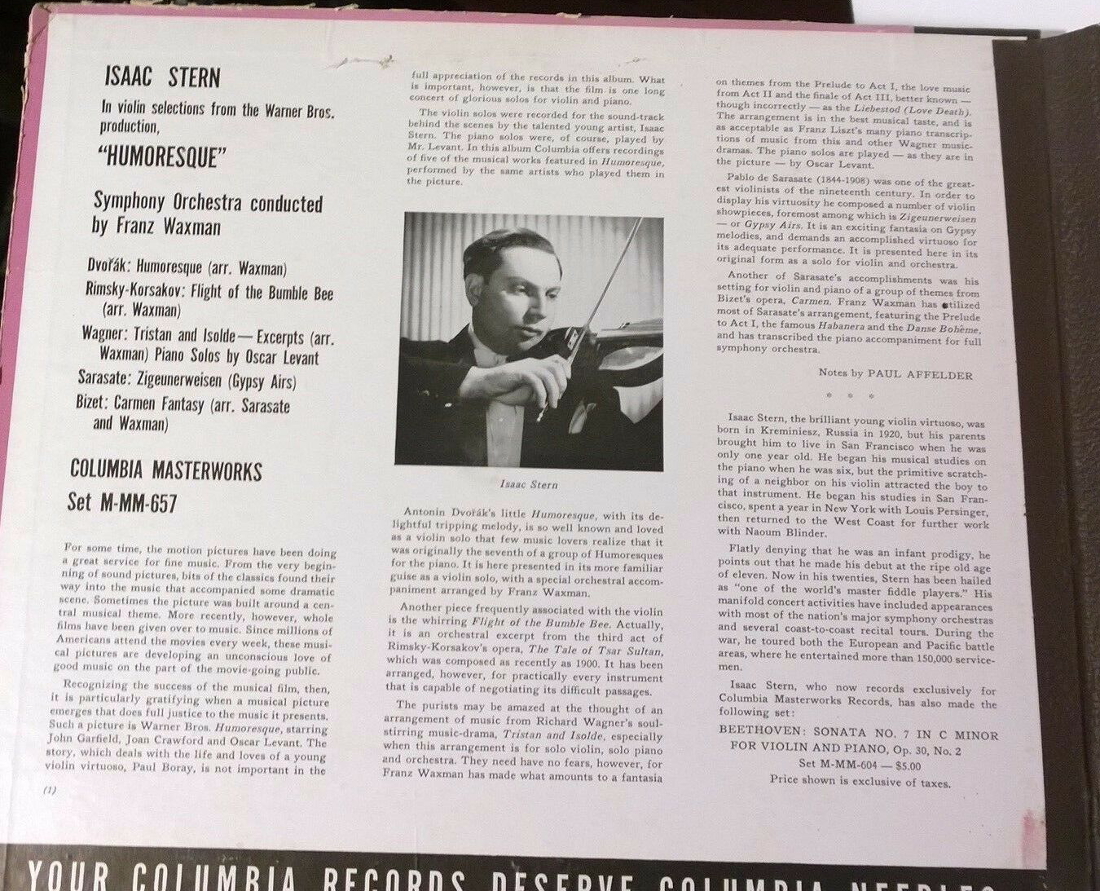 ISAAC STERN
In violin selections from the Warner Bros.
production,
“HUMORESQUE”
Symphony Orchestra conducted
by Franz Waxman
Dvořák: Humoresque (arr. Waxman)
Rimsky-Korsakov: Flight of the Bumble Bee
(arr. Waxman)
Wagner: Tristan and Isolde — Excerpts (arr.
Waxman) Piano Solos by Oscar Levant
Sarasate: Zigeunerweisen (Gypsy Airs)
Bizet: Carmen Fantasy (arr. Sarasate
and Waxman)
COLUMBIA MASTERWORKS
Set M-MM-657
For some time, the motion pictures have been doing
a great service for fine music. From the very begin-
ning of sound pictures, bits of the classics found their
way into the music that accompanied some dramatic
scene. Sometimes the picture was built around a cen-
tral musical theme. More recently, however, whole
films have been given over to music. Since millions of
Americans attend the movies every week, these musi-
cal pictures are developing an unconscious love of
good music on the part of the movie-going public.
Recognizing the success of the musical film, then,
it is particularly gratifying when a musical picture
emerges that does full justice to the music it presents.
Such a picture is Warner Bros. Humoresque, starring
John Garfield, Joan Crawford and Oscar Levant. The
story, which deals with the life and loves of a young
violin virtuoso, Paul Boray, is not important in the
(1)
full appreciation of the records in this album. What
is important, however, is that the film is one long
concert of glorious solos for violin and piano.
The violin solos were recorded for the sound-track
behind the scenes by the talented young artist, Isaac
Stern. The piano solos were, of course, played by
Mr. Levant. In this album Columbia offers recordings
of five of the musical works featured in Humoresque,
performed by the same artists who played them in
the picture.
Isaac Stern
Antonin Dvořák's little Humoresque, with its de-
lightful tripping melody, is so well known and loved
as a violin solo that few music lovers realize that it
was originally the seventh of a group of Humoresques
for the piano. It is here presented in its more familiar
guise as a violin solo, with a special orchestral accom-
paniment arranged by Franz Waxman.
Another piece frequently associated with the violin
is the whirring Flight of the Bumble Bee. Actually,
it is an orchestral excerpt from the third act of
Rimsky-Korsakov's opera, The Tale of Tsar Sultan,
which was composed as recently as 1900. It has been
arranged, however, for practically every instrument
that is capable of negotiating its difficult passages.
The purists may be amazed at the thought of an
arrangement of music from Richard Wagner's soul-
stirring music-drama, Tristan and Isolde, especially
when this arrangement is for solo violin, solo piano
and orchestra. They need have no fears, however, for
Franz Waxman has made what amounts to a fantasia
on themes from the Prelude to Act I, the love music
from Act II and the finale of Act III, better known —
though incorrectly — as the Liebestod (Love Death).
The arrangement is in the best musical taste, and is
as acceptable as Franz Liszt's many piano transcrip-
tions of music from this and other Wagner music-
dramas. The piano solos are played — as they are in
the picture — by Oscar Levant.
Pablo de Sarasate (1844-1908) was one of the great-
est violinists of the nineteenth century. In order to
display his virtuosity he composed a number of violin
showpieces, foremost among which is Zigeunerweisen
— or Gypsy Airs. It is an exciting fantasia on Gypsy
melodies, and demands an accomplished virtuoso for
its adequate performance. It is presented here in its
original form as a solo for violin and orchestra.
Another of Sarasate's accomplishments was his
setting for violin and piano of a group of themes from
Bizet's opera, Carmen. Franz Waxman has utilized
most of Sarasate's arrangement, featuring the Prelude
to Act I, the famous Habanera and the Danse Bohème,
and has transcribed the piano accompaniment for full
symphony orchestra.
Notes by PAUL AFFELDER
* * *
Isaac Stern, the brilliant young violin virtuoso, was
born in Kreminiesz, Russia in 1920, but his parents
brought him to live in San Francisco when he was
only one year old. He began his musical studies on
the piano when he was six, but the primitive scratch-
ing of a neighbor on his violin attracted the boy to
that instrument. He began his studies in San Fran-
cisco, spent a year in New York with Louis Persinger,
then returned to the West Coast for further work
with Naoum Blinder.
Flatly denying that he was an infant prodigy, he
points out that he made his debut at the ripe old age
of eleven. Now in his twenties, Stern has been hailed
as “one of the world's master fiddle players.” His
manifold concert activities have included appearances
with most of the nation's major symphony orchestras
and several coast-to-coast recital tours. During the
war, he toured both the European and Pacific battle
areas, where he entertained more than 150,000 service-
men.
Isaac Stern, who now records exclusively for
Columbia Masterworks Records, has also made the
following set:
BEETHOVEN: SONATA NO. 7 IN C MINOR
FOR VIOLIN AND PIANO, Op. 30, No. 2
Set M-MM-604 — $5.00
Price shown is exclusive of taxes.
YOUR COLUMBIA RECORDS DESERVE COLUMBIA NEEDLES